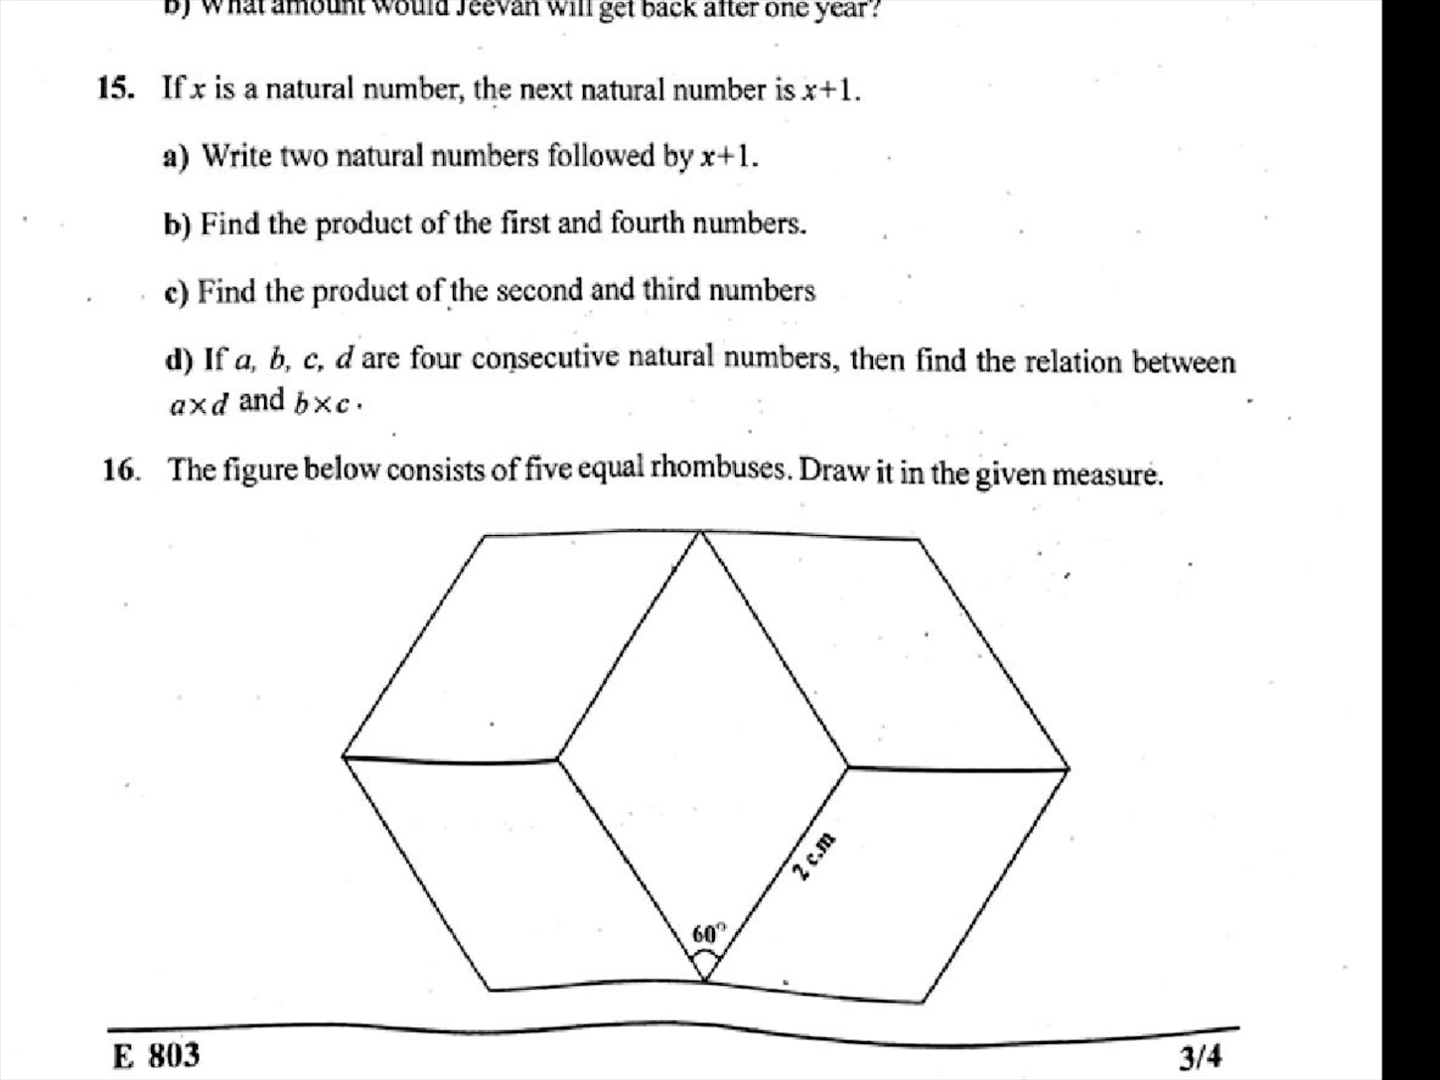 b) What amount would Jeevan will get back after one year?
15. If x is a natural number, the next natural number is x+1.
a) Write two natural numbers followed by x+1.
b) Find the product of the first and fourth numbers.
c) Find the product of the second and third numbers
d) If a, b, c, d are four consecutive natural numbers, then find the relation between
a×d and b×c.
16. The figure below consists of five equal rhombuses. Draw it in the given measure.
2 c.m
60°
E 803
3/4